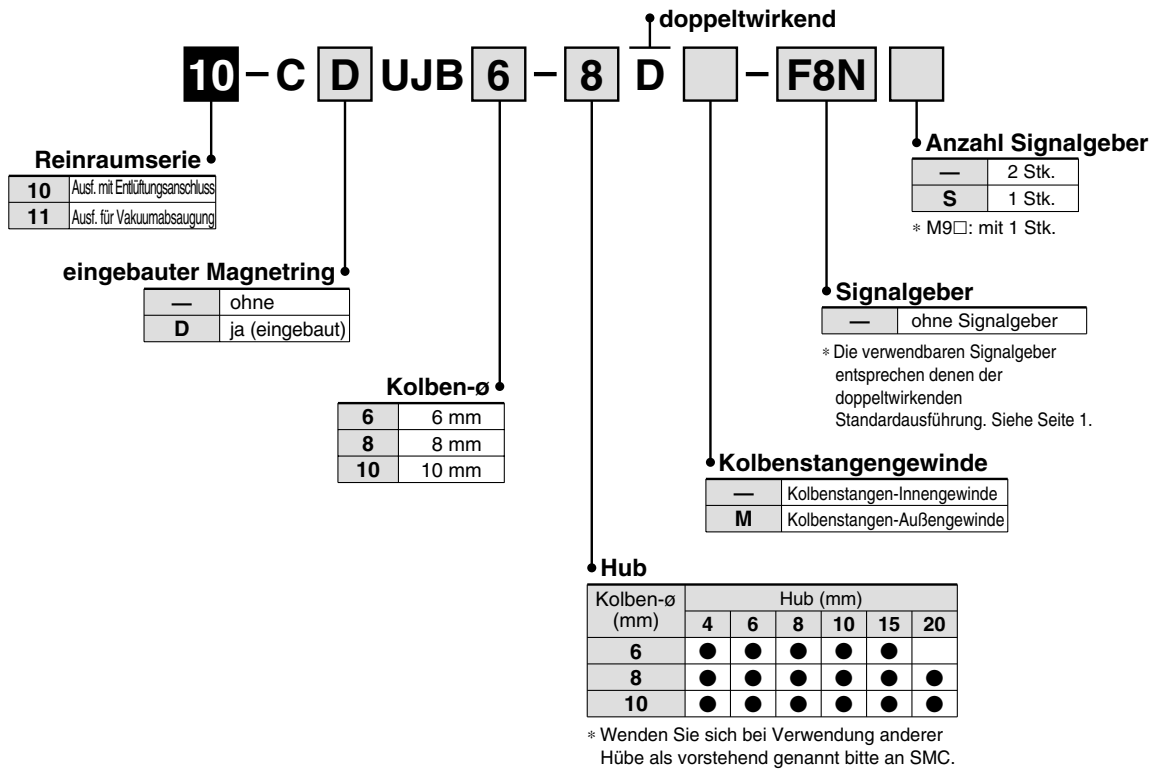 doppeltwirkend
10 – C D UJB 6 – 8 D – F8N
Reinraumserie
10 Ausf. mit Entlüftungsanschluss
11 Ausf. für Vakuumabsaugung
eingebauter Magnetring
— ohne
D ja (eingebaut)
Kolben-ø
6 6 mm
8 8 mm
10 10 mm
Hub
Kolben-ø (mm) Hub (mm)
4 6 8 10 15 20
6 ● ● ● ● ●
8 ● ● ● ● ● ●
10 ● ● ● ● ● ●
* Wenden Sie sich bei Verwendung anderer
Hübe als vorstehend genannt bitte an SMC.
Kolbenstangengewinde
— Kolbenstangen-Innengewinde
M Kolbenstangen-Außengewinde
Signalgeber
— ohne Signalgeber
* Die verwendbaren Signalgeber
entsprechen denen der
doppeltwirkenden
Standardausführung. Siehe Seite 1.
Anzahl Signalgeber
— 2 Stk.
S 1 Stk.
* M9□: mit 1 Stk.